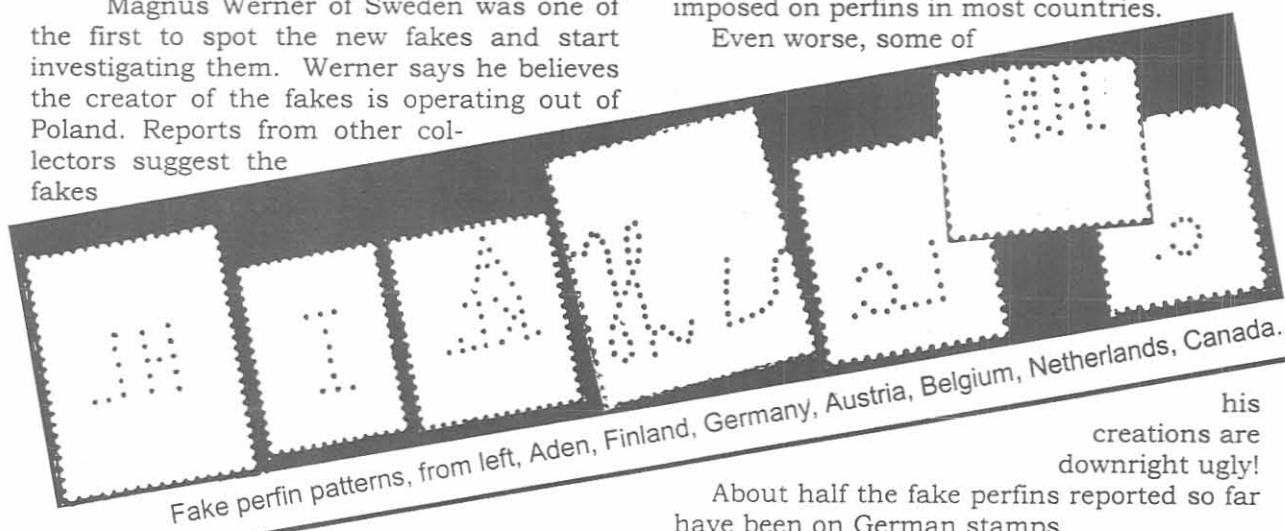 Magnus Werner of Sweden was one of
the first to spot the new fakes and start
investigating them. Werner says he believes
the creator of the fakes is operating out of
Poland. Reports from other col-
lectors suggest the
fakes
imposed on perfins in most countries.
Even worse, some of
Fake perfin patterns, from left, Aden, Finland, Germany, Austria, Belgium, Netherlands, Canada.
his
creations are
downright ugly!
About half the fake perfins reported so far
have been on German stamps